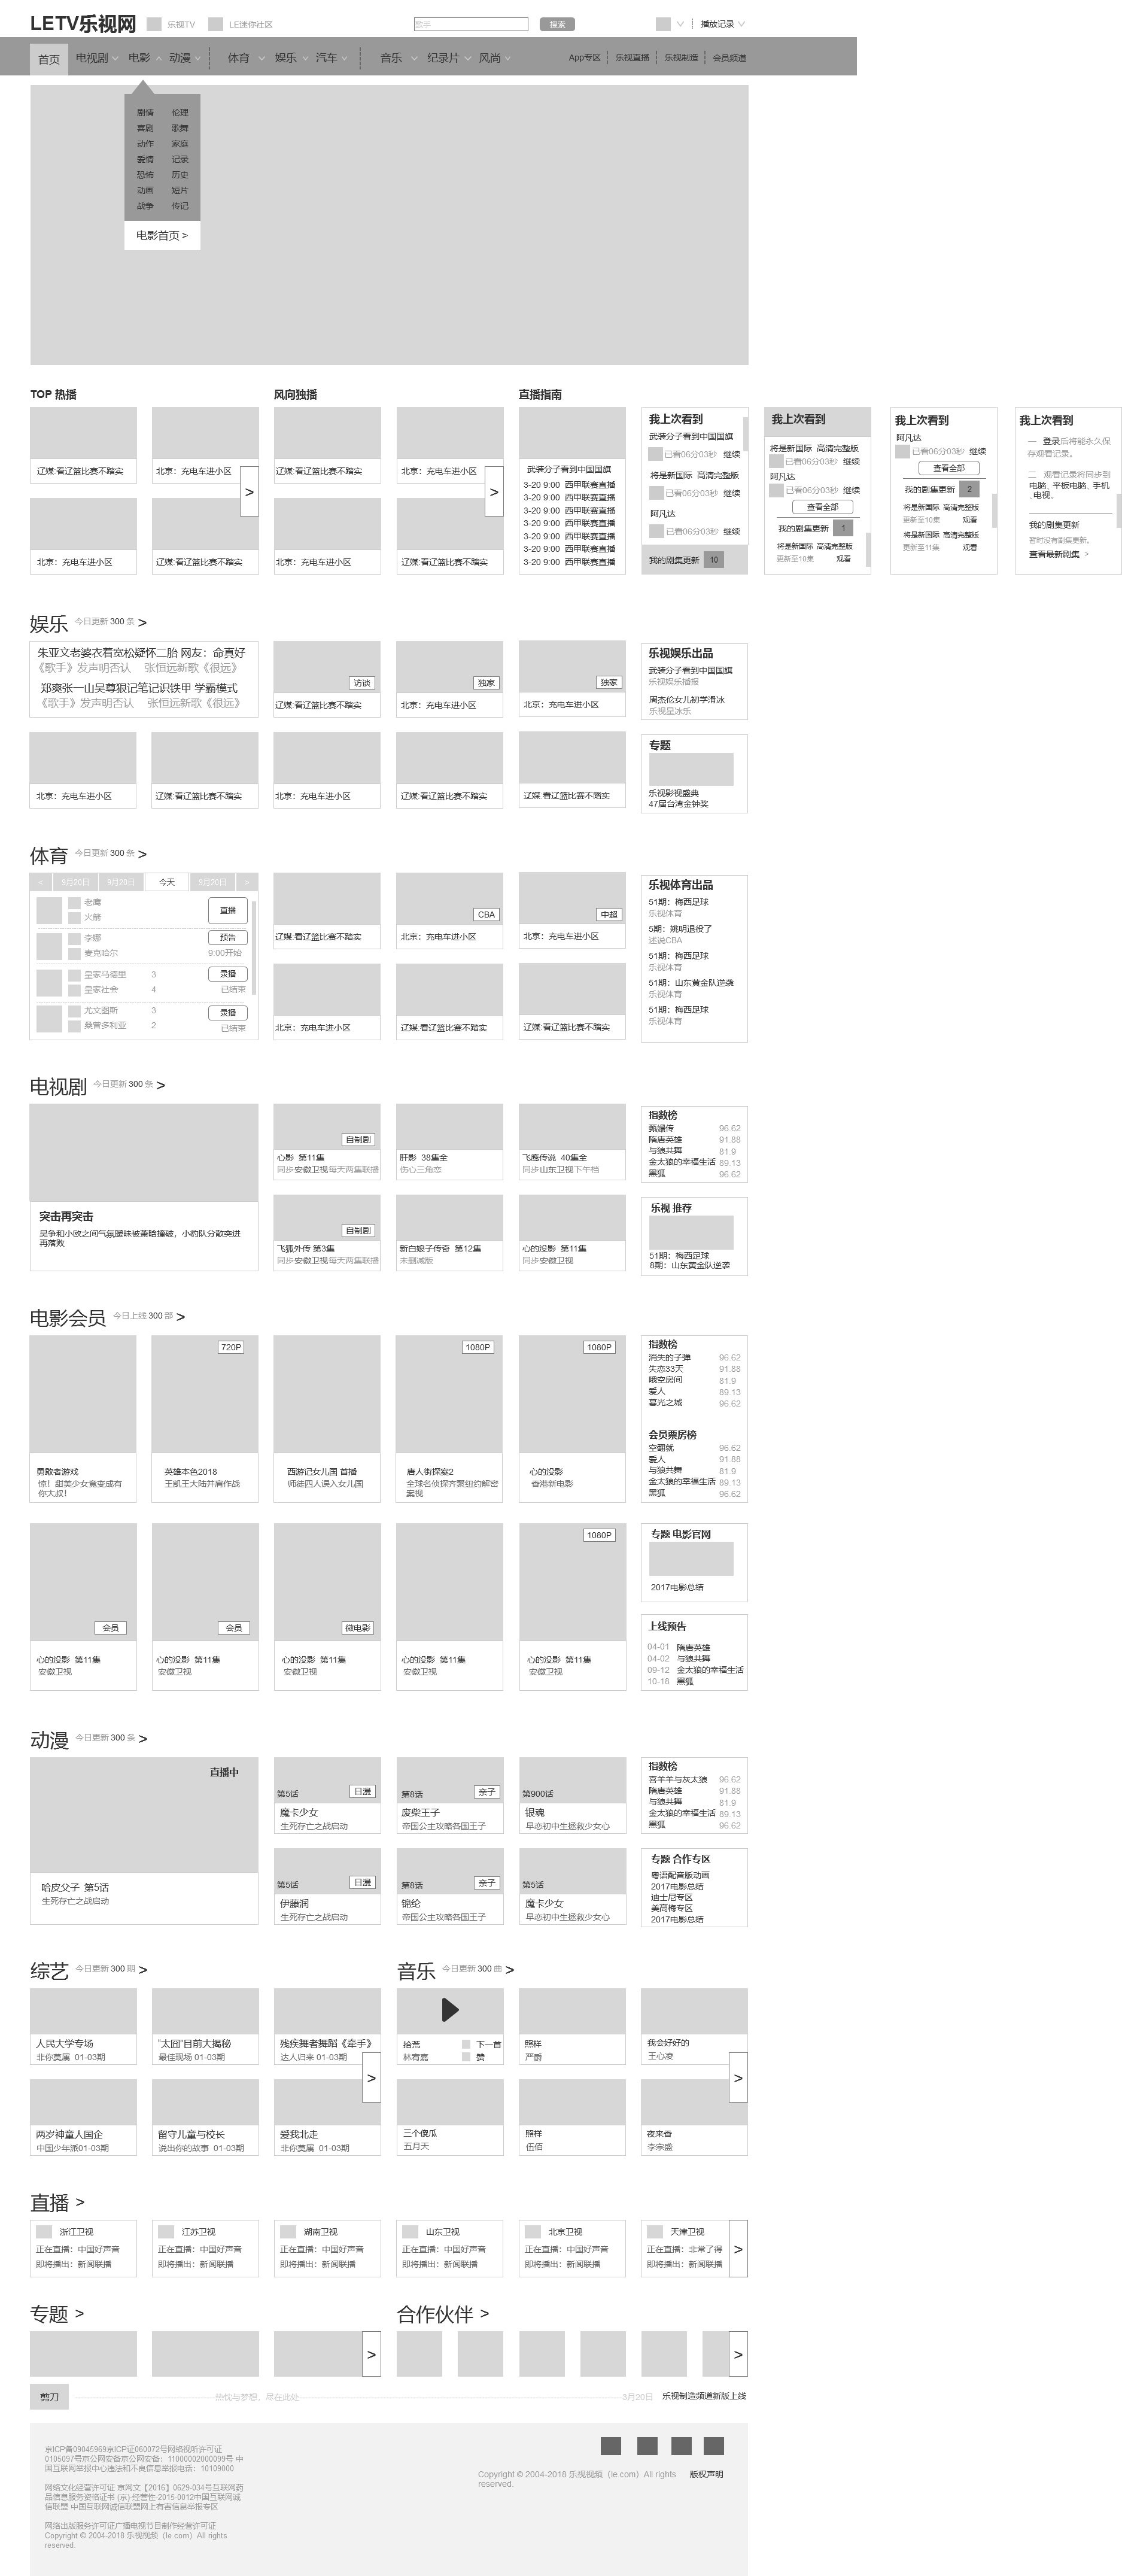 LETV乐视网 乐视TV LE迷你社区 歌手 搜索 播放记录
首页 电视剧 电影 动漫 体育 娱乐 汽车 音乐 纪录片 风尚 App专区 乐视直播 乐视制造 会员频道
剧情 伦理
喜剧 歌舞
动作 家庭
爱情 记录
恐怖 历史
动画 短片
战争 传记
电影首页 >
TOP 热播 风向独播 直播指南
辽媒:看辽篮比赛不踏实
北京：充电车进小区
辽媒:看辽篮比赛不踏实
北京：充电车进小区
>
>
北京：充电车进小区
辽媒:看辽篮比赛不踏实
北京：充电车进小区
辽媒:看辽篮比赛不踏实
武装分子看到中国国旗
3-20 9:00 西甲联赛直播
3-20 9:00 西甲联赛直播
3-20 9:00 西甲联赛直播
3-20 9:00 西甲联赛直播
3-20 9:00 西甲联赛直播
3-20 9:00 西甲联赛直播
3-20 9:00 西甲联赛直播
我上次看到
武装分子看到中国国旗
已看06分03秒 继续
将是新国际 高清完整版
已看06分03秒 继续
阿凡达
已看06分03秒 继续
我的剧集更新 10
我上次看到
将是新国际 高清完整版
已看06分03秒 继续
阿凡达
已看06分03秒 继续
查看全部
我的剧集更新 1
将是新国际 高清完整版
更新至10集 观看
我上次看到
阿凡达
已看06分03秒 继续
查看全部
我的剧集更新 2
将是新国际 高清完整版
更新至10集 观看
将是新国际 高清完整版
更新至11集 观看
我上次看到
一 登录后将能永久保
存观看记录。
二 观看记录将同步到
电脑、平板电脑、手机
、电视。
我的剧集更新
暂时没有剧集更新。
查看最新剧集 >
娱乐 今日更新 300 条 >
朱亚文老婆衣着宽松疑怀二胎 网友：命真好
《歌手》发声明否认 张恒远新歌《很远》
郑爽张一山吴尊狠记笔记识铁甲 学霸模式
《歌手》发声明否认 张恒远新歌《很远》
访谈
辽媒:看辽篮比赛不踏实
独家
北京：充电车进小区
独家
北京：充电车进小区
乐视娱乐出品
武装分子看到中国国旗
乐视娱乐播报
周杰伦女儿初学滑冰
乐视星冰乐
北京：充电车进小区
辽媒:看辽篮比赛不踏实
北京：充电车进小区
辽媒:看辽篮比赛不踏实
辽媒:看辽篮比赛不踏实
专题
乐视影视盛典
47届台湾金钟奖
体育 今日更新 300 条 >
< 9月20日 9月20日 今天 9月20日 >
老鹰
火箭
直播
李娜
麦克哈尔
预告
9:00开始
皇家马德里 3
皇家社会 4
录播
已结束
尤文图斯 3
桑普多利亚 2
录播
已结束
辽媒:看辽篮比赛不踏实
CBA
北京：充电车进小区
中超
北京：充电车进小区
北京：充电车进小区
辽媒:看辽篮比赛不踏实
辽媒:看辽篮比赛不踏实
乐视体育出品
51期：梅西足球
乐视体育
5期：姚明退役了
述说CBA
51期：梅西足球
乐视体育
51期：山东黄金队逆袭
乐视体育
51期：梅西足球
乐视体育
电视剧 今日更新 300 条 >
突击再突击
吴争和小欧之间气氛暧昧被萧晗撞破，小豹队分散突进
再落败
自制剧
心影 第11集
同步安徽卫视每天两集联播
肝影 38集全
伤心三角恋
飞鹰传说 40集全
同步山东卫视下午档
自制剧
飞狐外传 第3集
同步安徽卫视每天两集联播
新白娘子传奇 第12集
未删减版
心的没影 第11集
同步安徽卫视
指数榜
甄嬛传 96.62
隋唐英雄 91.88
与狼共舞 81.9
金太狼的幸福生活 89.13
黑狐 96.62
乐视 推荐
51期：梅西足球
8期：山东黄金队逆袭
电影会员 今日上线 300 部 >
勇敢者游戏
惊！甜美少女竟变成有
你大叔！
720P
英雄本色2018
王凯王大陆并肩作战
西游记女儿国 首播
师徒四人误入女儿国
1080P
唐人街探案2
全球名侦探齐聚纽约解密
案视
1080P
心的没影
香港新电影
指数榜
消失的子弹 96.62
失恋33天 91.88
哦空房间 81.9
爱人 89.13
暮光之城 96.62
会员票房榜
空翻就 96.62
爱人 91.88
与狼共舞 81.9
金太狼的幸福生活 89.13
黑狐 96.62
会员
心的没影 第11集
安徽卫视
会员
心的没影 第11集
安徽卫视
微电影
心的没影 第11集
安徽卫视
心的没影 第11集
安徽卫视
1080P
心的没影 第11集
安徽卫视
专题 电影官网
2017电影总结
上线预告
04-01 隋唐英雄
04-02 与狼共舞
09-12 金太狼的幸福生活
10-18 黑狐
动漫 今日更新 300 条 >
直播中
哈皮父子 第5话
生死存亡之战启动
第5话 日漫
魔卡少女
生死存亡之战启动
第8话 亲子
废柴王子
帝国公主攻略各国王子
第900话
银魂
早恋初中生拯救少女心
第5话 日漫
伊藤润
生死存亡之战启动
第8话 亲子
锦纶
帝国公主攻略各国王子
第5话
魔卡少女
早恋初中生拯救少女心
指数榜
喜羊羊与灰太狼 96.62
隋唐英雄 91.88
与狼共舞 81.9
金太狼的幸福生活 89.13
黑狐 96.62
专题 合作专区
粤语配音版动画
2017电影总结
迪士尼专区
美高梅专区
2017电影总结
综艺 今日更新 300 期 >
人民大学专场
非你莫属 01-03期
“太囧”目前大揭秘
最佳现场 01-03期
残疾舞者舞蹈《牵手》
达人归来 01-03期
>
两岁神童人国企
中国少年派01-03期
留守儿童与校长
说出你的故事 01-03期
爱我北走
非你莫属 01-03期
音乐 今日更新 300 曲 >
拾荒 下一首
林宥嘉 赞
照样
严爵
我会好好的
王心凌
>
三个傻瓜
五月天
照样
伍佰
夜来香
李宗盛
直播 >
浙江卫视
正在直播：中国好声音
即将播出：新闻联播
江苏卫视
正在直播：中国好声音
即将播出：新闻联播
湖南卫视
正在直播：中国好声音
即将播出：新闻联播
山东卫视
正在直播：中国好声音
即将播出：新闻联播
北京卫视
正在直播：中国好声音
即将播出：新闻联播
天津卫视
正在直播：非常了得
即将播出：新闻联播
>
专题 > 合作伙伴 >
> >
剪刀 热忱与梦想，尽在此处 3月20日 乐视制造频道新版上线
京ICP备09045969京ICP证060072号网络视听许可证
0105097号京公网安备京公网安备：11000002000099号 中
国互联网举报中心违法和不良信息举报电话：10109000
网络文化经营许可证 京网文【2016】0629-034号互联网药
品信息服务资格证书 (京)-经营性-2015-0012中国互联网诚
信联盟 中国互联网诚信联盟网上有害信息举报专区
网络出版服务许可证广播电视节目制作经营许可证
Copyright © 2004-2018 乐视视频（le.com）All rights
reserved.
Copyright © 2004-2018 乐视视频（le.com）All rights
reserved.
版权声明